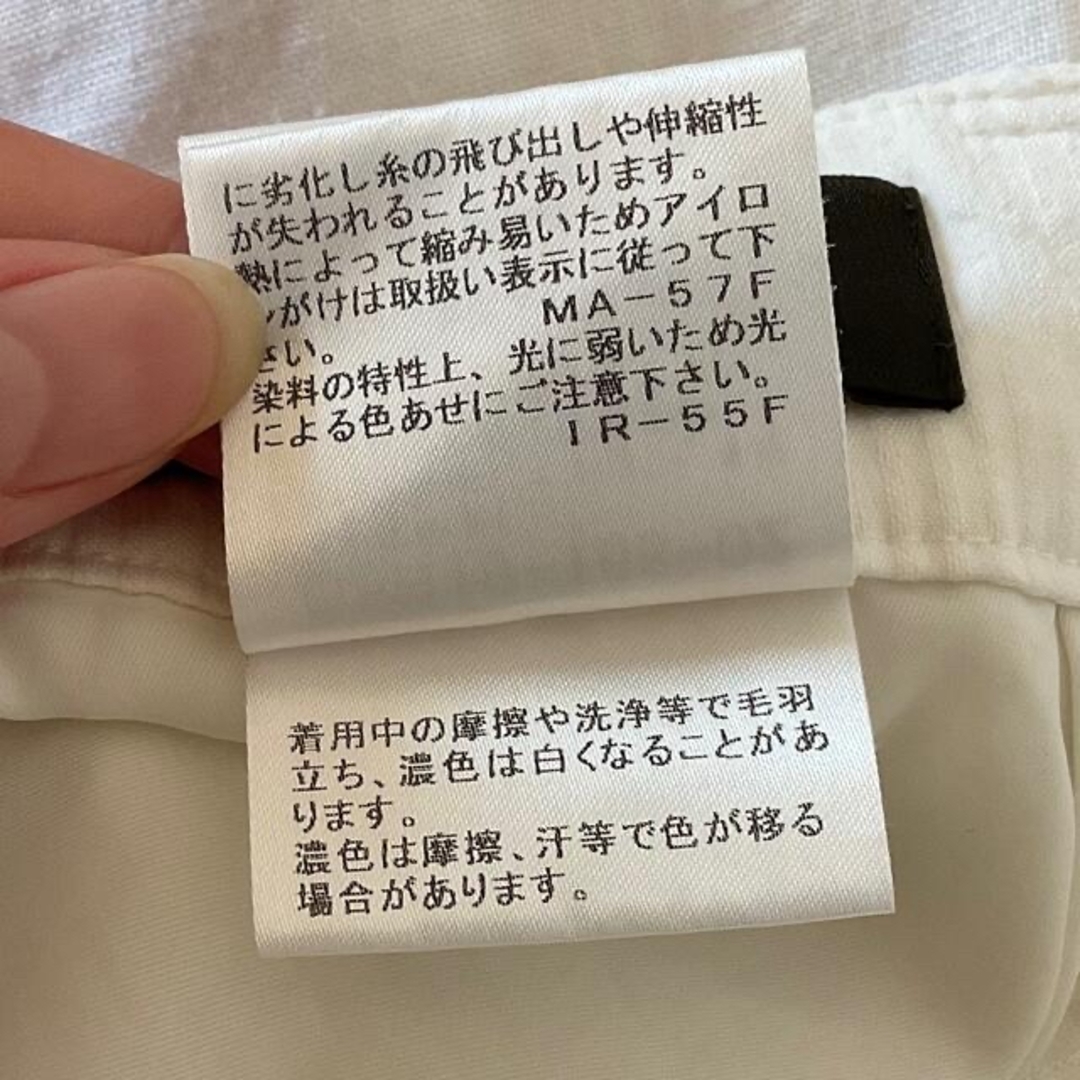 に劣化し糸の飛び出しや伸縮性
が失われることがあります。
熱によって縮み易いためアイロ
ンがけは取扱い表示に従って下
さい。 MA-57F
染料の特性上、光に弱いため光
による色あせにご注意下さい。
IR-55F
着用中の摩擦や洗浄等で毛羽
立ち、濃色は白くなることがあ
ります。
濃色は摩擦、汗等で色が移る
場合があります。